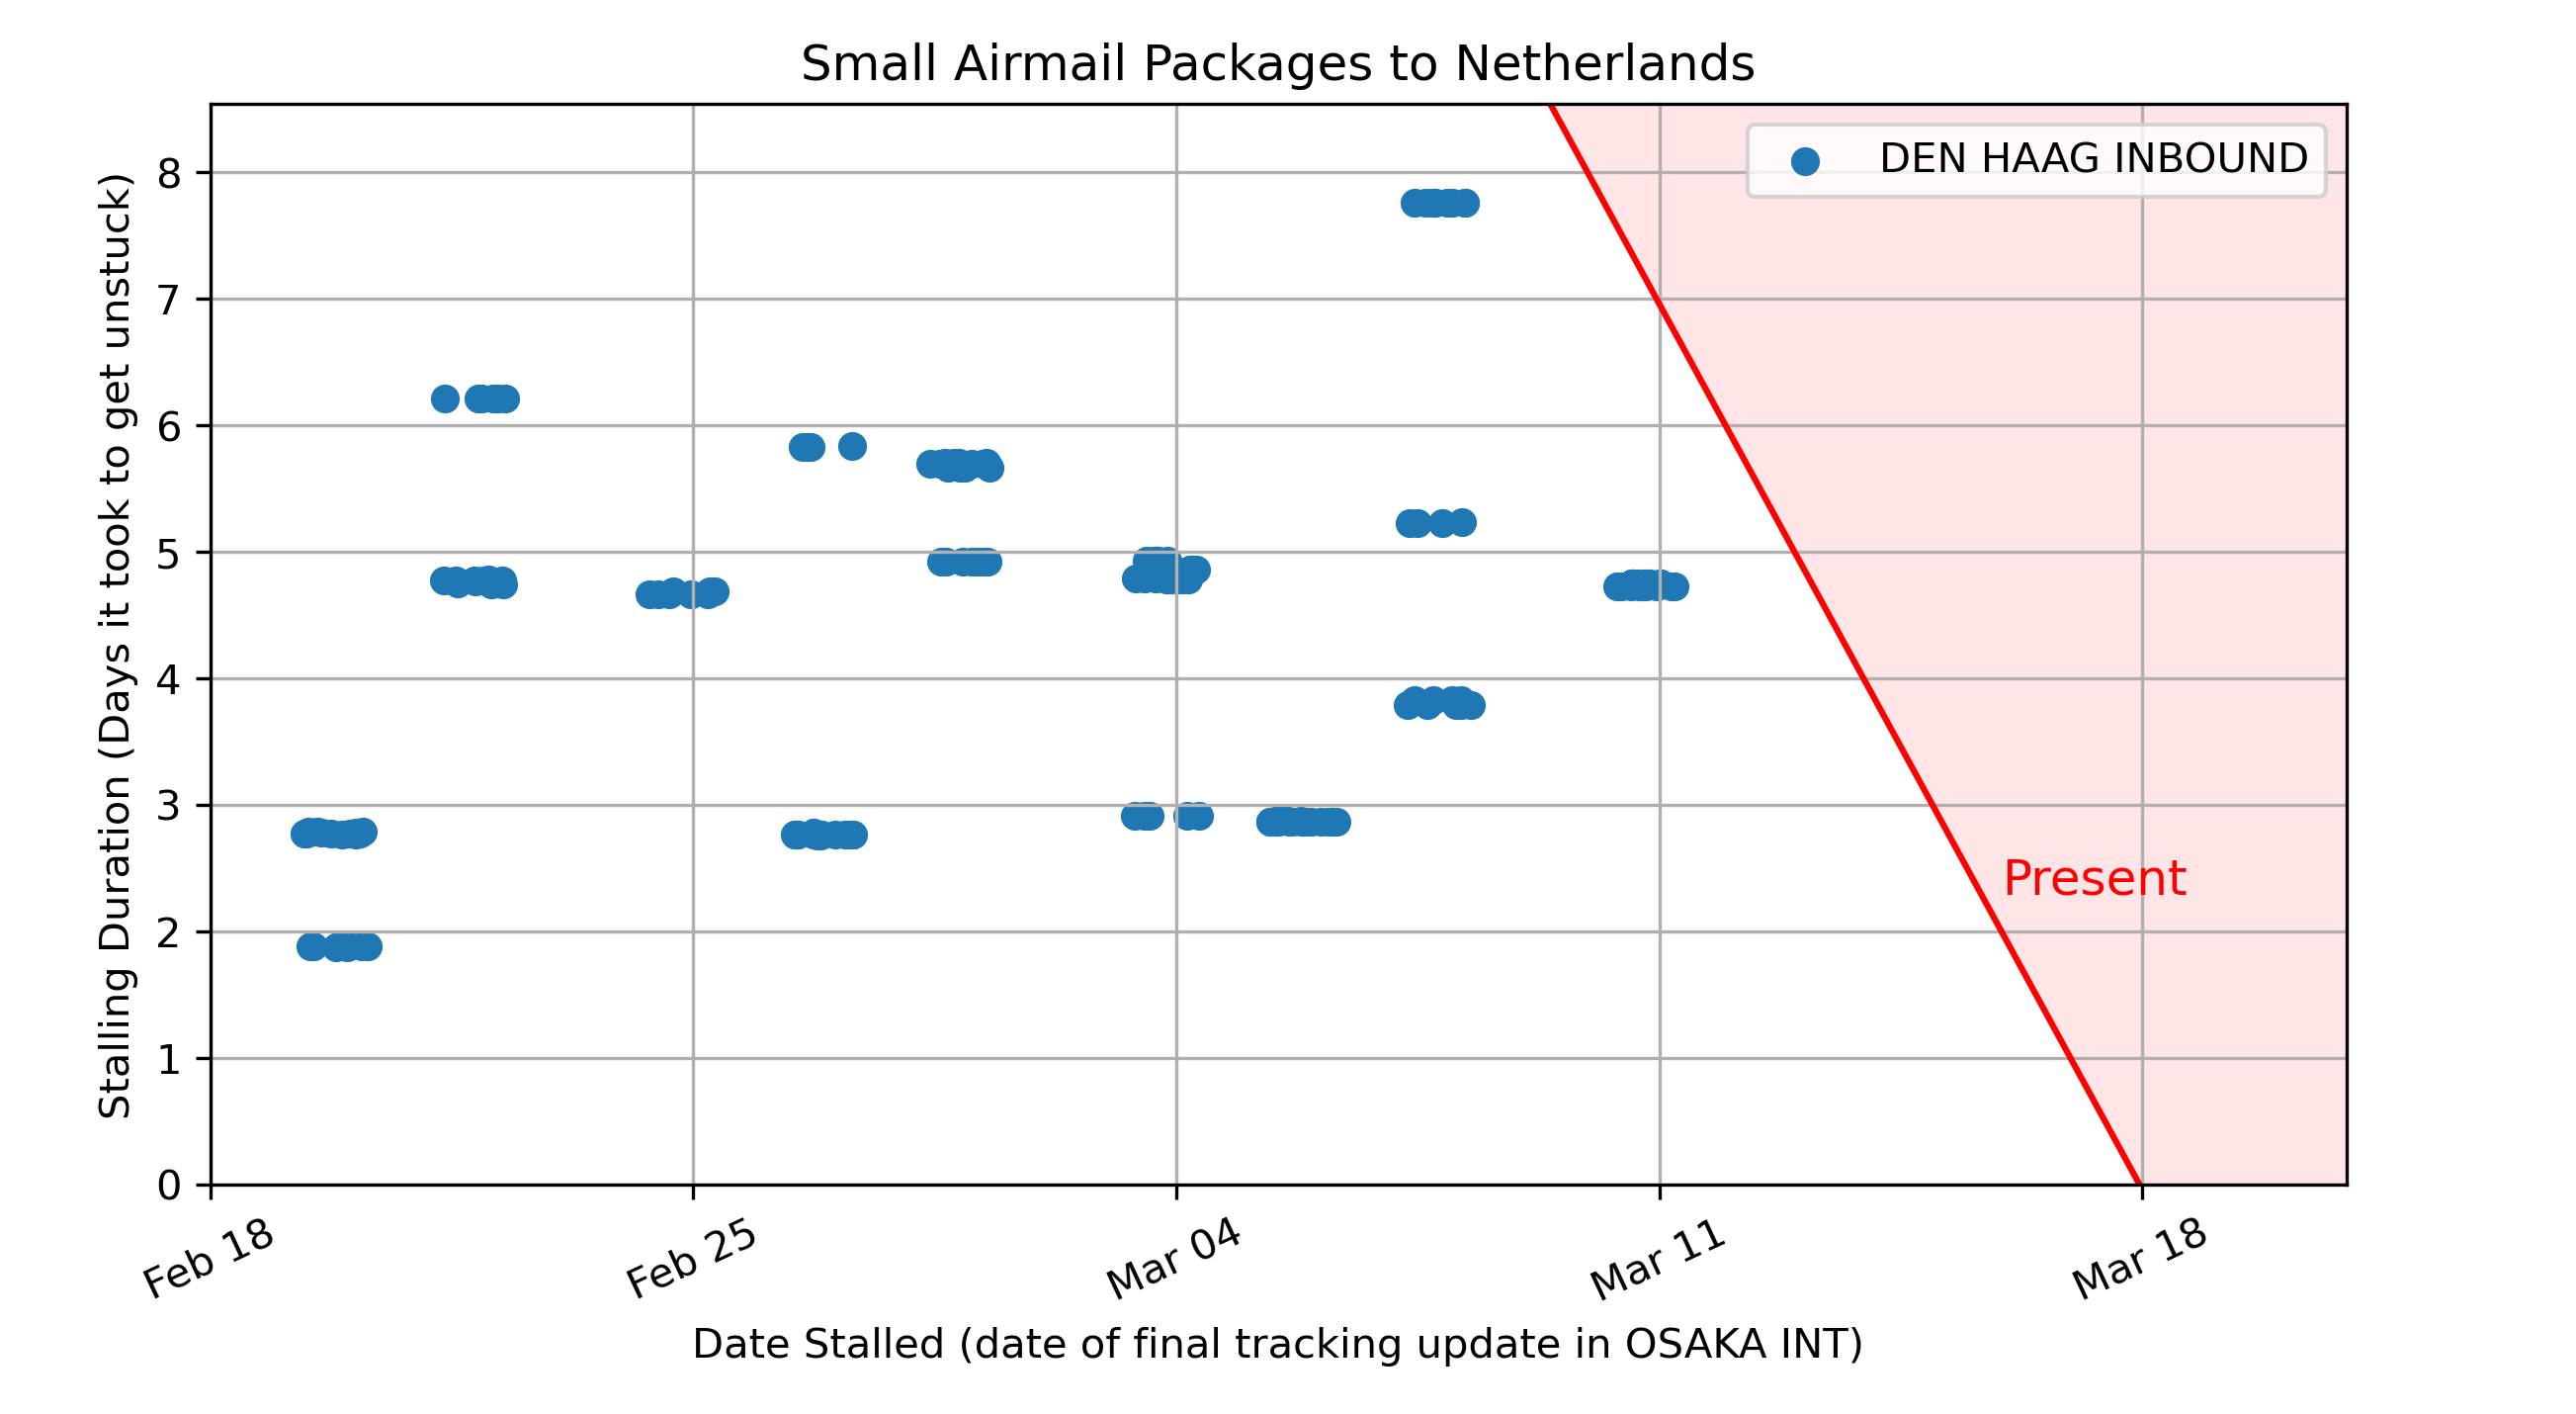 Small Airmail Packages to Netherlands
Stalling Duration (Days it took to get unstuck)
8
7
6
5
4
3
2
1
0
DEN HAAG INBOUND
Present
Feb 18
Feb 25
Mar 04
Mar 11
Mar 18
Date Stalled (date of final tracking update in OSAKA INT)